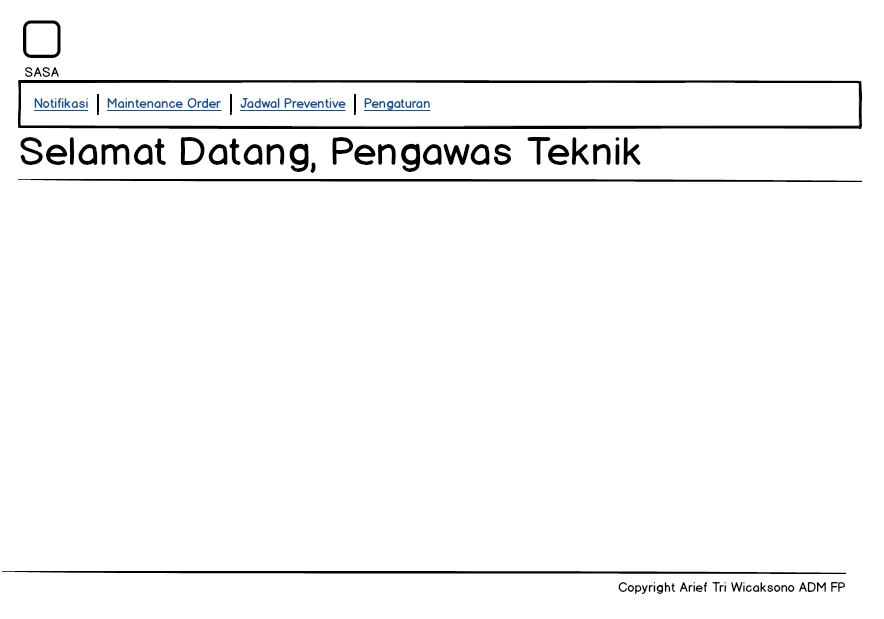 SASA
Notifikasi | Maintenance Order | Jadwal Preventive | Pengaturan
Selamat Datang, Pengawas Teknik
Copyright Arief Tri Wicaksono ADM FP